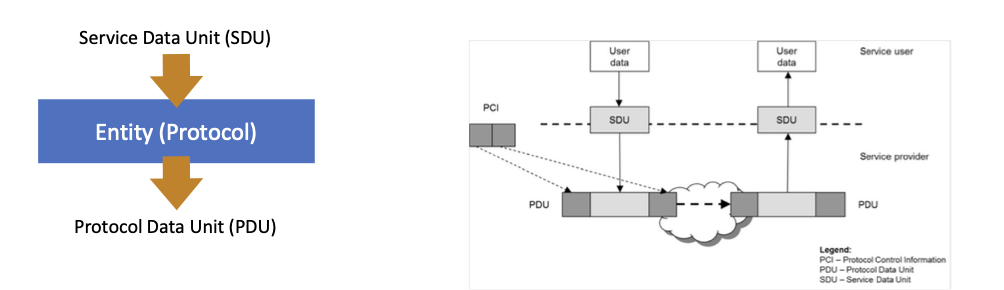 Service Data Unit (SDU)
Entity (Protocol)
Protocol Data Unit (PDU)
User
data
User
data
Service user
PCI
SDU
SDU
Service provider
PDU
PDU
Legend:
PCI – Protocol Control Information
PDU – Protocol Data Unit
SDU – Service Data Unit